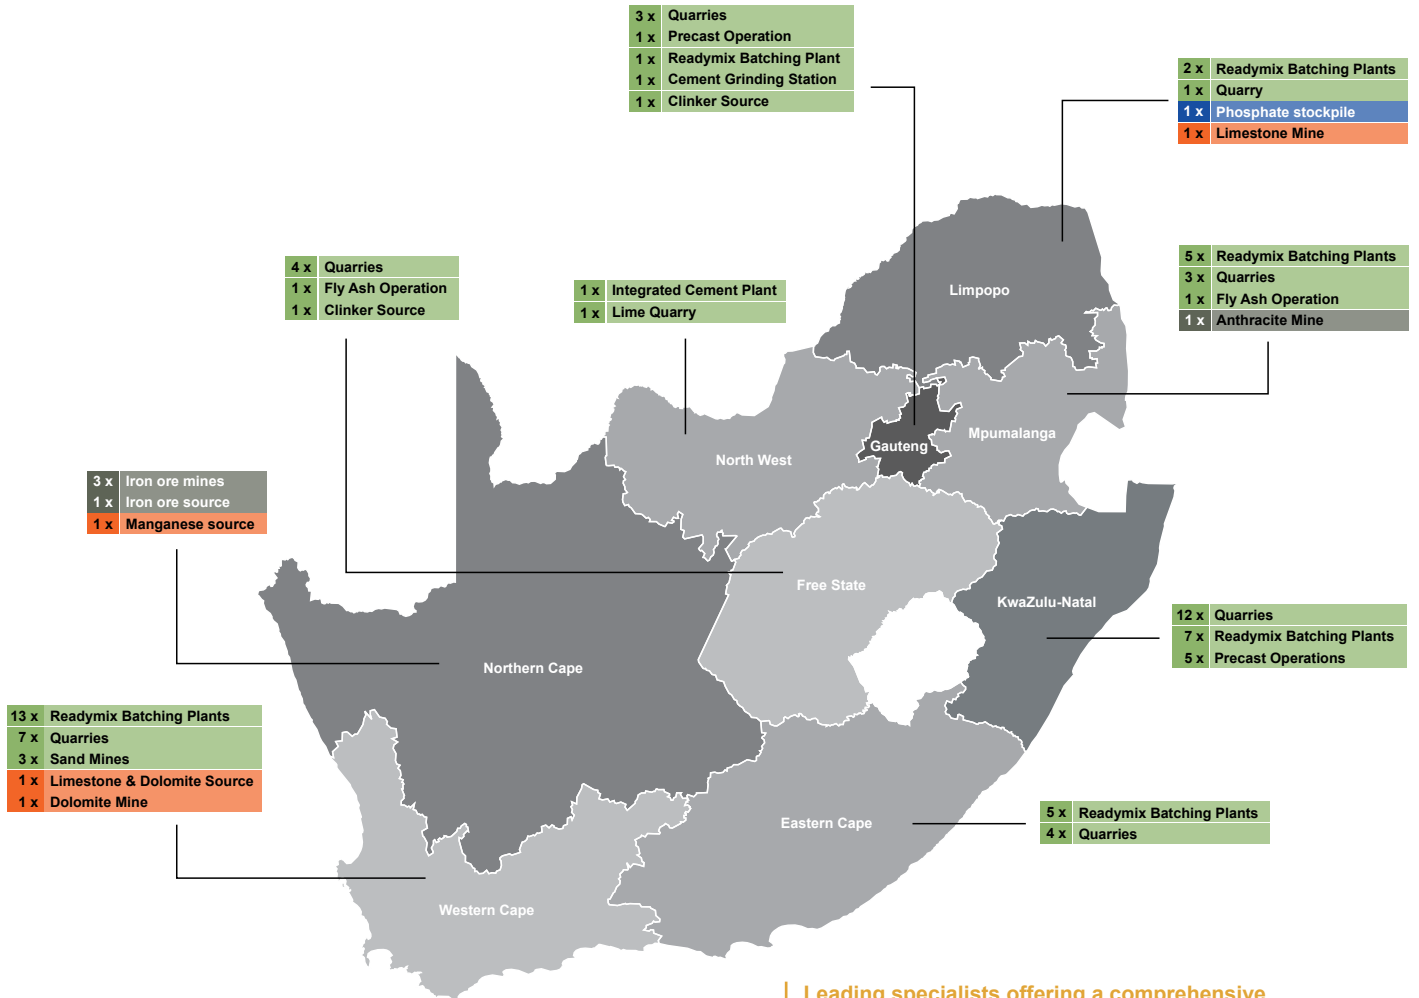 3 x Quarries
1 x Precast Operation
1 x Readymix Batching Plant
1 x Cement Grinding Station
1 x Clinker Source
2 x Readymix Batching Plants
1 x Quarry
1 x Phosphate stockpile
1 x Limestone Mine
4 x Quarries
1 x Fly Ash Operation
1 x Clinker Source
1 x Integrated Cement Plant
1 x Lime Quarry
5 x Readymix Batching Plants
3 x Quarries
1 x Fly Ash Operation
1 x Anthracite Mine
Limpopo
Mpumalanga
Gauteng
North West
3 x Iron ore mines
1 x Iron ore source
1 x Manganese source
Free State
KwaZulu-Natal
12 x Quarries
7 x Readymix Batching Plants
5 x Precast Operations
Northern Cape
13 x Readymix Batching Plants
7 x Quarries
3 x Sand Mines
1 x Limestone & Dolomite Source
1 x Dolomite Mine
Eastern Cape
5 x Readymix Batching Plants
4 x Quarries
Western Cape
Leading specialists offering a comprehensive